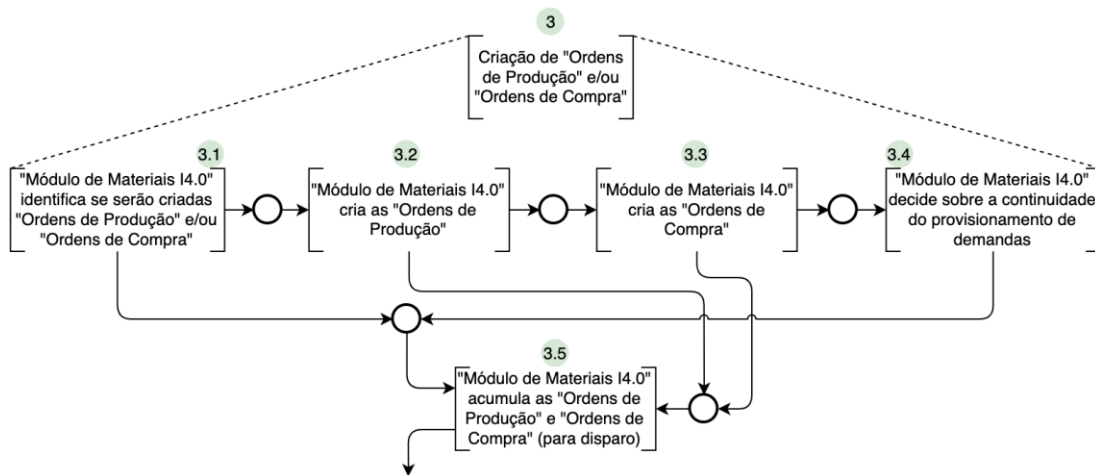 3
Criação de "Ordens
de Produção" e/ou
"Ordens de Compra"
3.1
"Módulo de Materiais I4.0"
identifica se serão criadas
"Ordens de Produção" e/ou
"Ordens de Compra"
3.2
"Módulo de Materiais I4.0"
cria as "Ordens de
Produção"
3.3
"Módulo de Materiais I4.0"
cria as "Ordens de
Compra"
3.4
"Módulo de Materiais I4.0"
decide sobre a continuidade
do provisionamento de
demandas
3.5
"Módulo de Materiais I4.0"
acumula as "Ordens de
Produção" e "Ordens de
Compra" (para disparo)